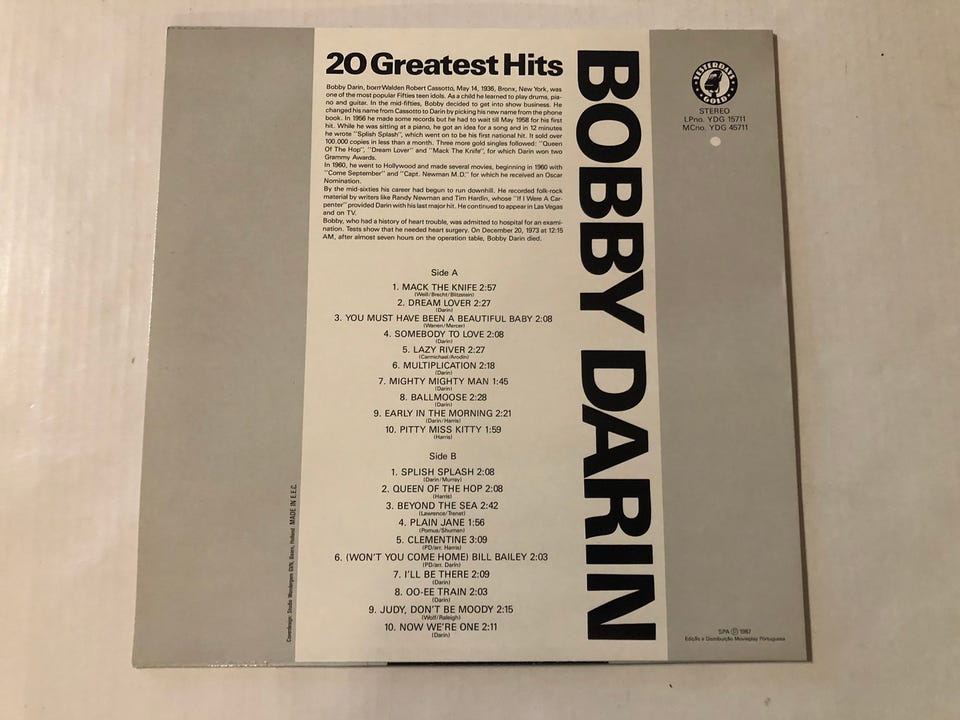 20 Greatest Hits
Bobby Darin, born Walden Robert Cassotto, May 14, 1936, Bronx, New York, was
one of the most popular Fifties teen idols. As a child he learned to play drums, pia-
no and guitar. In the mid-fifties, Bobby decided to get into show business. He
changed his name from Cassotto to Darin by picking his new name from the phone
book. In 1956 he made some records but he had to wait till May 1958 for his first
hit. While he was sitting at a piano, he got an idea for a song and in 12 minutes
he wrote "Splish Splash", which went on to be his first national hit. It sold over
100.000 copies in less than a month. Three more gold singles followed: "Queen
Of The Hop", "Dream Lover" and "Mack The Knife", for which Darin won two
Grammy Awards.
In 1960, he went to Hollywood and made several movies, beginning in 1960 with
"Come September" and "Capt. Newman M.D." for which he received an Oscar
Nomination.
By the mid-sixties his career had begun to run downhill. He recorded folk-rock
material by writers like Randy Newman and Tim Hardin, whose "If I Were A Car-
penter" provided Darin with his last major hit. He continued to appear in Las Vegas
and on TV.
Bobby, who had a history of heart trouble, was admitted to hospital for an exami-
nation. Tests show that he needed heart surgery. On December 20, 1973 at 12:15
AM, after almost seven hours on the operation table, Bobby Darin died.
Side A
1. MACK THE KNIFE 2:57
(Weill/Brecht/Blitzstein)
2. DREAM LOVER 2:27
(Darin)
3. YOU MUST HAVE BEEN A BEAUTIFUL BABY 2:08
(Warren/Mercer)
4. SOMEBODY TO LOVE 2:08
(Darin)
5. LAZY RIVER 2:27
(Carmichael/Arodin)
6. MULTIPLICATION 2:18
(Darin)
7. MIGHTY MIGHTY MAN 1:45
(Darin)
8. BALLMOOSE 2:28
(Darin)
9. EARLY IN THE MORNING 2:21
(Darin/Harris)
10. PITTY MISS KITTY 1:59
(Harris)
Side B
1. SPLISH SPLASH 2:08
(Darin/Murray)
2. QUEEN OF THE HOP 2:08
(Harris)
3. BEYOND THE SEA 2:42
(Lawrence/Trenet)
4. PLAIN JANE 1:56
(Pomus/Shuman)
5. CLEMENTINE 3:09
(PD/arr. Harris)
6. (WON'T YOU COME HOME) BILL BAILEY 2:03
(PD/arr. Darin)
7. I'LL BE THERE 2:09
(Darin)
8. OO-EE TRAIN 2:03
(Darin)
9. JUDY, DON'T BE MOODY 2:15
(Wolf/Raleigh)
10. NOW WE'RE ONE 2:11
(Darin)
BOBBY DARIN
YESTERDAYS
GOLD
STEREO
LPno. YDG 15711
MCno. YDG 45711
Coverdesign: Studio Wundergem GVN, Baarn, Holland MADE IN E.E.C.
SPA Ⓟ 1987
Edição e Distribuição Movieplay Portuguesa